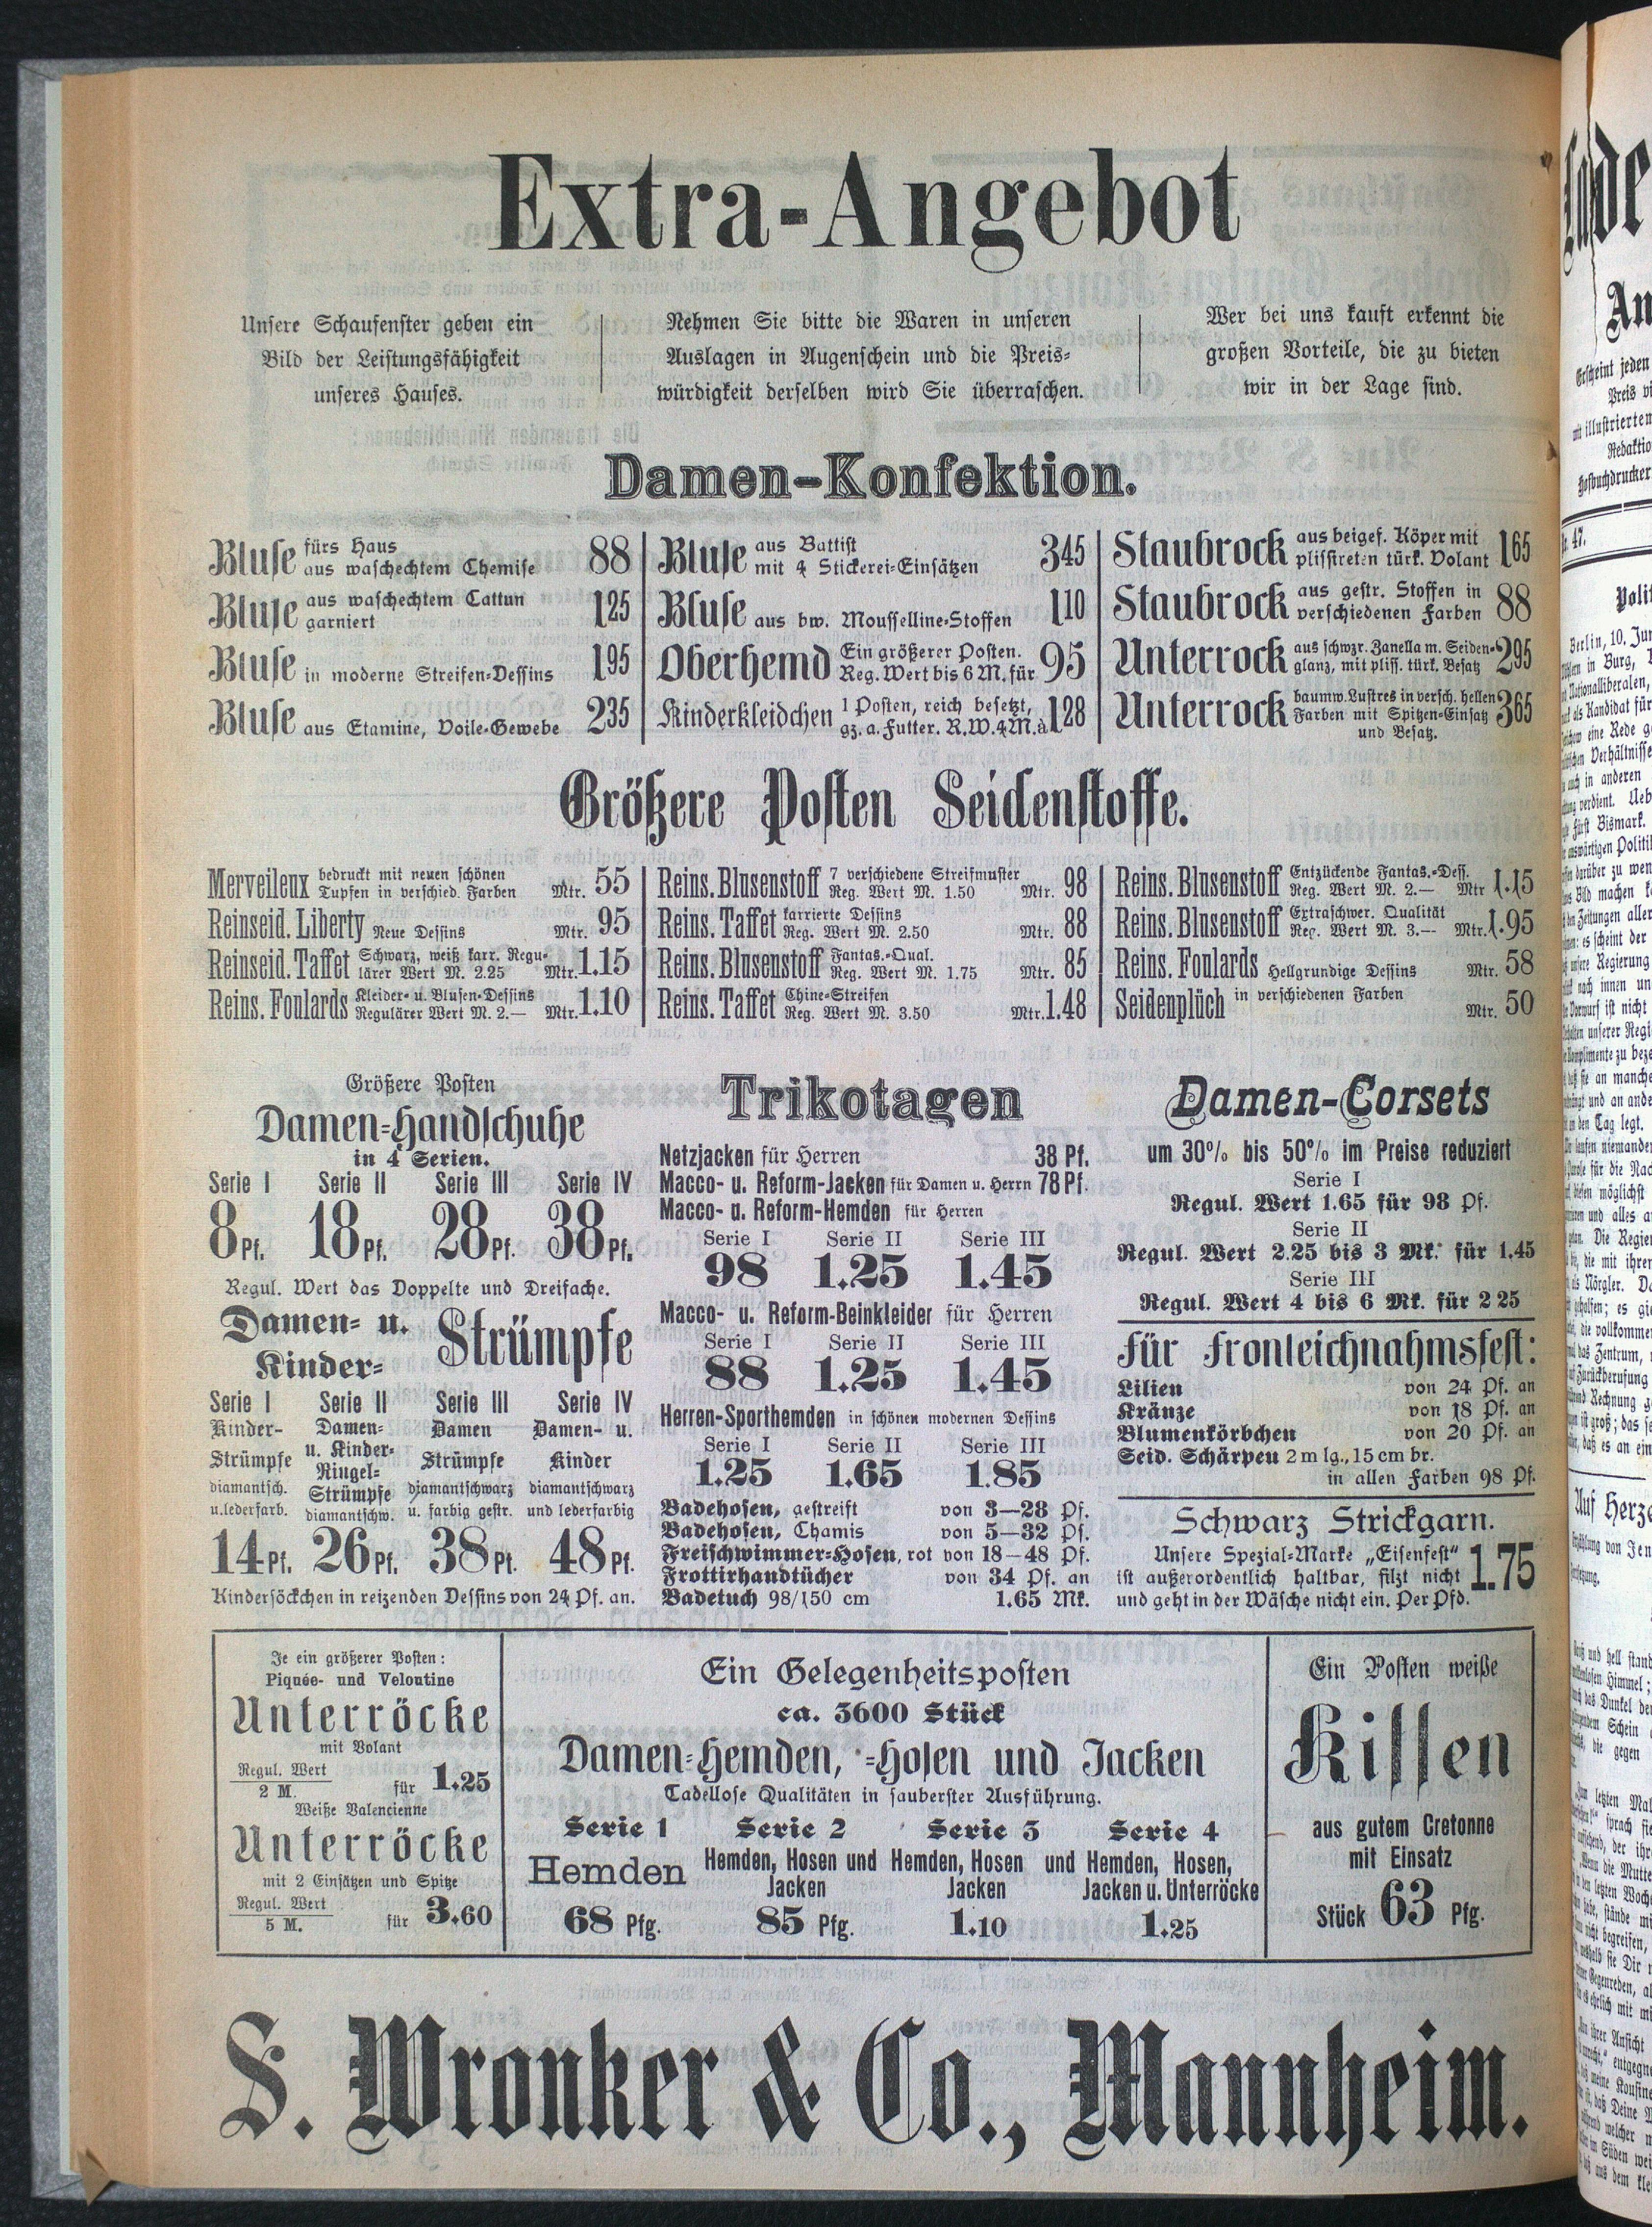 Extra-Angebot
Unsere Schaufenster geben ein
Bild der Leistungsfähigkeit
unseres Hauses.
Nehmen Sie bitte die Waren in unseren
Auslagen in Augenschein und die Preis-
würdigkeit derselben wird Sie überraschen.
Wer bei uns kauft erkennt die
großen Vorteile, die zu bieten
wir in der Lage sind.
Damen-Konfektion.
Bluse fürs Haus aus waschechtem Chemise 88
Bluse aus waschechtem Cattun garniert 125
Bluse in moderne Streifen-Dessins 195
Bluse aus Etamine, Voile-Gewebe 235
Bluse aus Battist mit 4 Stickerei-Einsätzen 345
Bluse aus bw. Mousselline-Stoffen 110
Oberhemd Ein größerer Posten. Reg. Wert bis 6 M. für 95
Kinderkleidchen 1 Posten, reich besetzt, gz. a. Futter. R.W. 4 M. à 128
Staubrock aus beigef. Köper mit plissireten türk. Volant 165
Staubrock aus gestr. Stoffen in verschiedenen Farben 88
Unterrock aus schwzr. Zanella m. Seiden-glanz, mit pliss. türk. Besatz 295
Unterrock baumw. Lustres in versch. hellen Farben mit Spitzen-Einsatz und Besatz. 365
Größere Posten Seidenstoffe.
Merveileux bedruckt mit neuen schönen Tupfen in verschied. Farben Mtr. 55
Reinseid. Liberty Neue Dessins Mtr. 95
Reinseid. Taffet Schwarz, weiß karr. Regu-lärer Wert M. 2.25 Mtr. 1.15
Reins. Foulards Kleider- u. Blusen-Dessins Regulärer Wert M. 2.— Mtr. 1.10
Reins. Blusenstoff 7 verschiedene Streifmuster Reg. Wert M. 1.50 Mtr. 98
Reins. Taffet karrierte Dessins Reg. Wert M. 2.50 Mtr. 88
Reins. Blusenstoff Fantas.-Qual. Reg. Wert M. 1.75 Mtr. 85
Reins. Taffet Chine-Streifen Reg. Wert M. 3.50 Mtr. 1.48
Reins. Blusenstoff Entzückende Fantas.-Dess. Reg. Wert M. 2.— Mtr 1.15
Reins. Blusenstoff Extraschwer. Qualität Reg. Wert M. 3.— Mtr. 1.95
Reins. Foulards Hellgrundige Dessins Mtr. 58
Seidenplüch in verschiedenen Farben Mtr. 50
Größere Posten
Damen-Handschuhe
in 4 Serien.
Serie I Serie II Serie III Serie IV
8 Pf. 18 Pf. 28 Pf. 38 Pf.
Regul. Wert das Doppelte und Dreifache.
Damen- u. Kinder- Strümpfe
Serie I Serie II Serie III Serie IV
Kinder-Strümpfe diamantsch. u. lederfarb.
Damen- u. Kinder-Ringel-Strümpfe diamantschw.
Damen Strümpfe diamantschwarz u. farbig gestr.
Damen- u. Kinder diamantschwarz und lederfarbig
14 Pf. 26 Pf. 38 Pf. 48 Pf.
Kindersöckchen in reizenden Dessins von 24 Pf. an.
Trikotagen
Netzjacken für Herren 38 Pf.
Macco- u. Reform-Jacken für Damen u. Herrn 78 Pf.
Macco- u. Reform-Hemden für Herren
Serie I Serie II Serie III
98 1.25 1.45
Macco- u. Reform-Beinkleider für Herren
Serie I Serie II Serie III
88 1.25 1.45
Herren-Sporthemden in schönen modernen Dessins
Serie I Serie II Serie III
1.25 1.65 1.85
Badehosen, gestreift von 3—28 Pf.
Badehosen, Chamis von 5—32 Pf.
Freischwimmer-Hosen, rot von 18—48 Pf.
Frottirhandtücher von 34 Pf. an
Badetuch 98/150 cm 1.65 Mk.
Damen-Corsets
um 30% bis 50% im Preise reduziert
Serie I
Regul. Wert 1.65 für 98 Pf.
Serie II
Regul. Wert 2.25 bis 3 Mk. für 1.45
Serie III
Regul. Wert 4 bis 6 Mk. für 2 25
Für Fronleichnahmsfest:
Lilien von 24 Pf. an
Kränze von 18 Pf. an
Blumenkörbchen von 20 Pf. an
Seid. Schärpen 2 m lg., 15 cm br.
in allen Farben 98 Pf.
Schwarz Strickgarn.
Unsere Spezial-Marke „Eisenfest“
ist außerordentlich haltbar, filzt nicht 1.75
und geht in der Wäsche nicht ein. Per Pfd.
Je ein größerer Posten:
Piquée- und Veloutine
Unterröcke
mit Volant
Regul. Wert 2 M. für 1.25
Weiße Valencienne
Unterröcke
mit 2 Einsätzen und Spitze
Regul. Wert 5 M. für 3.60
Ein Gelegenheitsposten
ca. 3600 Stück
Damen-Hemden, -Hosen und Jacken
Tadellose Qualitäten in sauberster Ausführung.
Serie 1 Serie 2 Serie 3 Serie 4
Hemden
68 Pfg.
Hemden, Hosen und Jacken
85 Pfg.
Hemden, Hosen und Jacken
1.10
Hemden, Hosen, Jacken u. Unterröcke
1.25
Ein Posten weiße
Kissen
aus gutem Cretonne
mit Einsatz
Stück 63 Pfg.
S. Wronker & Co., Mannheim.